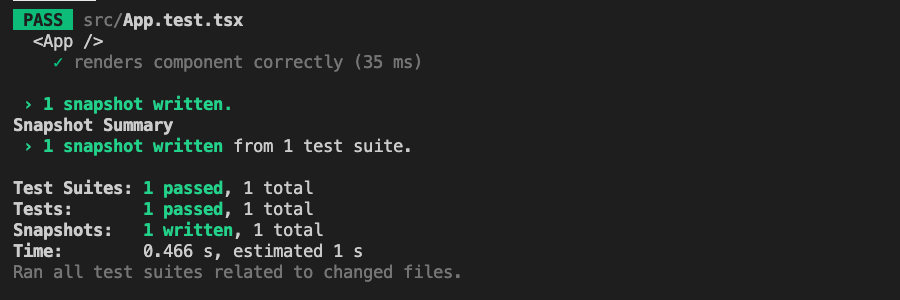 PASS src/App.test.tsx
<App />
✓ renders component correctly (35 ms)
› 1 snapshot written.
Snapshot Summary
› 1 snapshot written from 1 test suite.
Test Suites: 1 passed, 1 total
Tests: 1 passed, 1 total
Snapshots: 1 written, 1 total
Time: 0.466 s, estimated 1 s
Ran all test suites related to changed files.